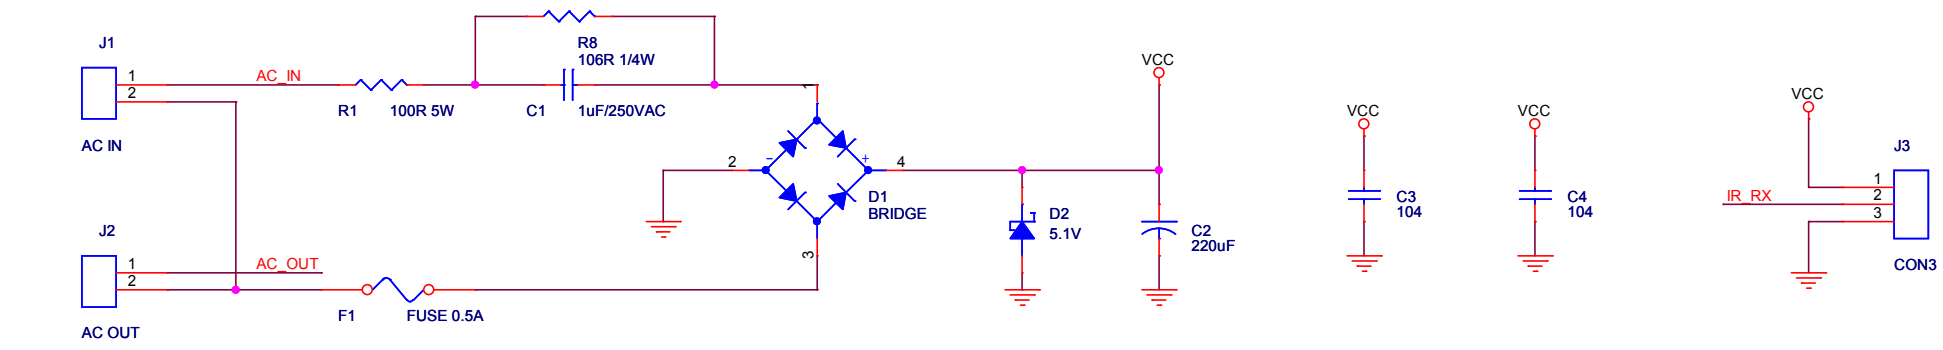 J1
1
2
AC_IN
AC IN
R1
100R 5W
R8
106R 1/4W
C1
1uF/250VAC
1
2
-
+
4
3
D1
BRIDGE
J2
1
2
AC_OUT
AC OUT
F1
FUSE 0.5A
D2
5.1V
VCC
C2
220uF
VCC
C3
104
VCC
C4
104
VCC
J3
1
2
3
IR_RX
CON3